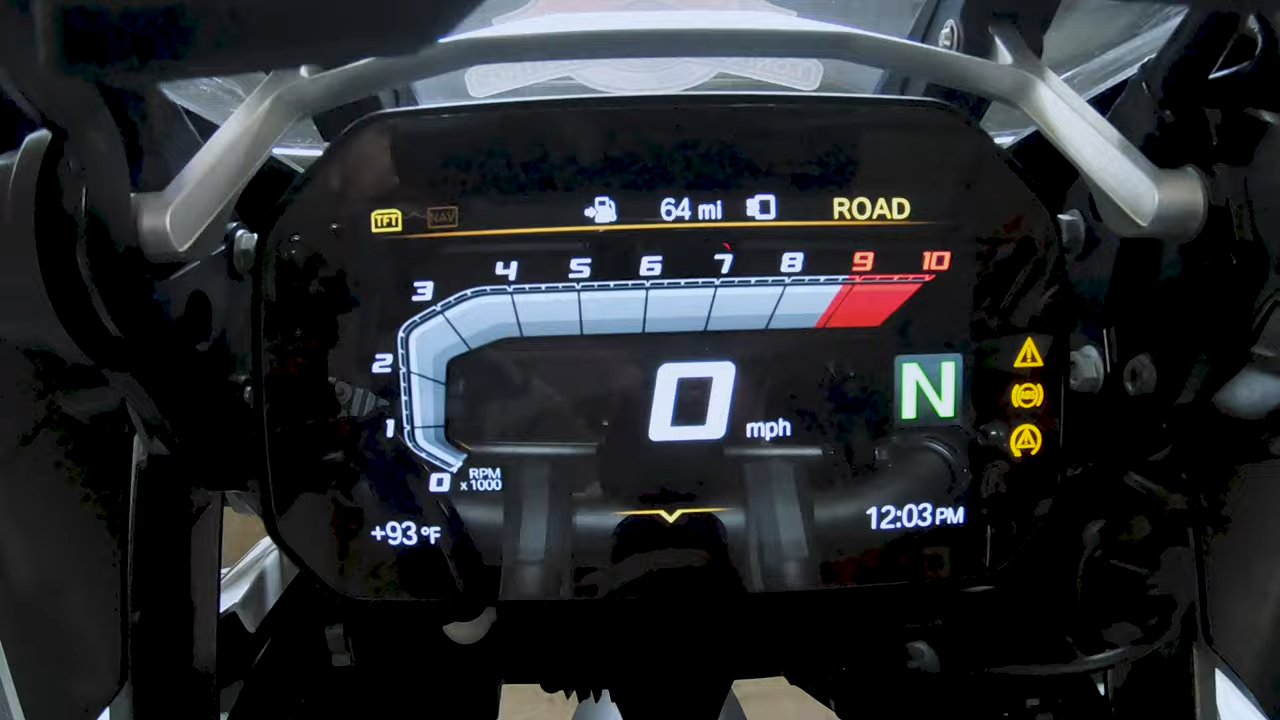 TFT NAV 64 mi ROAD
4 5 6 7 8 9 10
3
2
1
0 RPM x1000
0 mph
N
ABS
+93 °F
12:03 PM